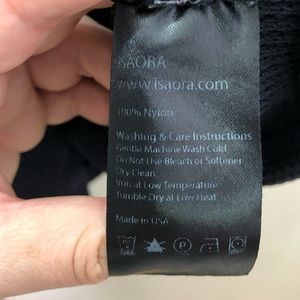 ISAORA
www.isaora.com
100% Nylon
Washing & Care Instructions
Gentle Machine Wash Cold
Do Not Use Bleach or Softener
Dry Clean
Iron at Low Temperature
Tumble Dry at Low Heat
Made in USA
P